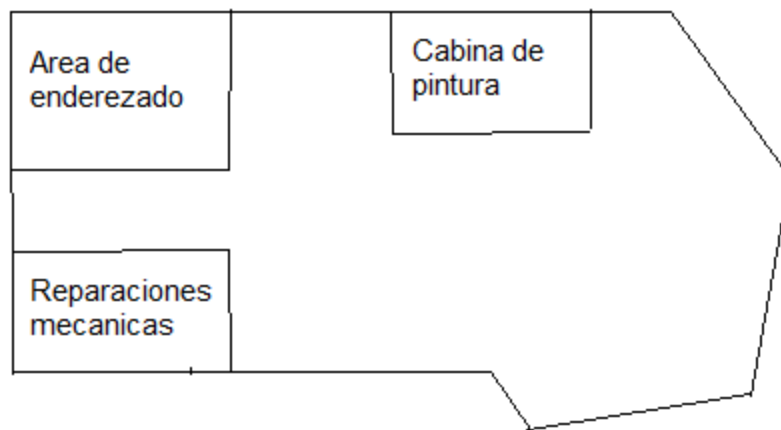 Area de
enderezado
Cabina de
pintura
Reparaciones
mecanicas